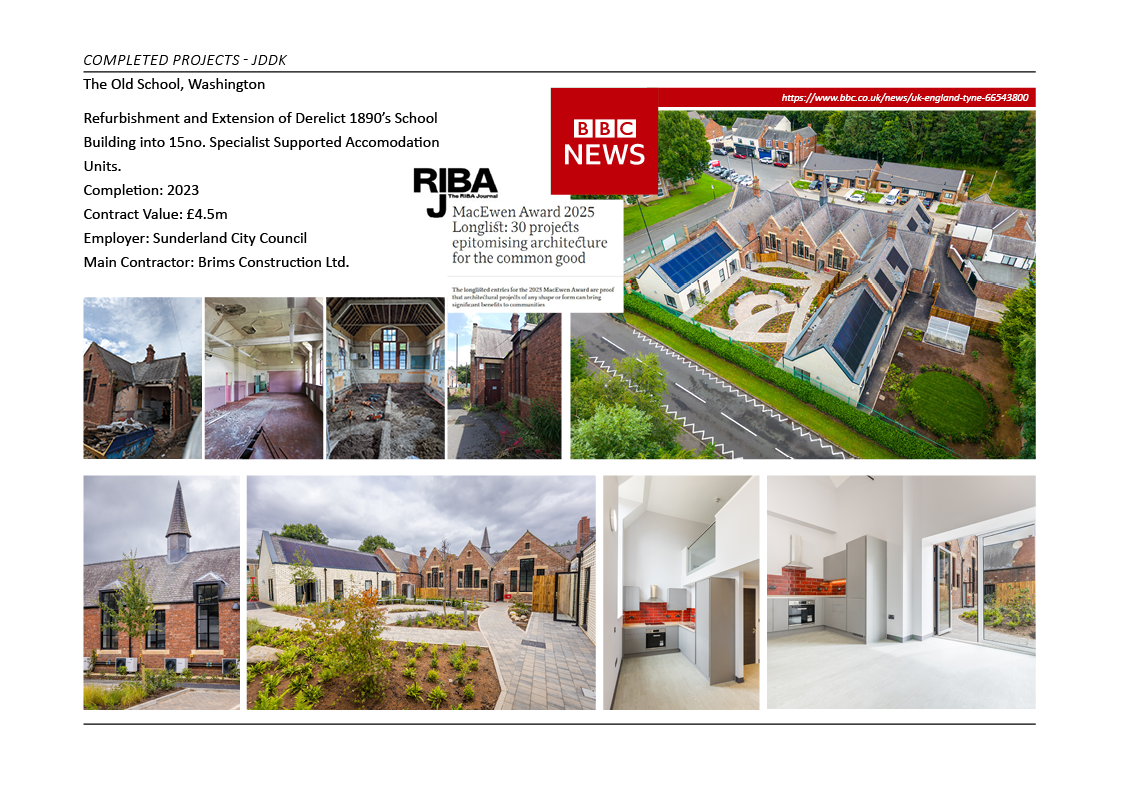 COMPLETED PROJECTS - JDDK
The Old School, Washington
Refurbishment and Extension of Derelict 1890's School
Building into 15no. Specialist Supported Accomodation
Units.
Completion: 2023
Contract Value: £4.5m
Employer: Sunderland City Council
Main Contractor: Brims Construction Ltd.
RIBA
J The RIBA Journal
MacEwen Award 2025
Longlist: 30 projects
epitomising architecture
for the common good
The longlisted entries for the 2025 MacEwen Award are proof
that architectural projects of any shape or form can bring
significant benefits to communities
BBC
NEWS
https://www.bbc.co.uk/news/uk-england-tyne-66543800